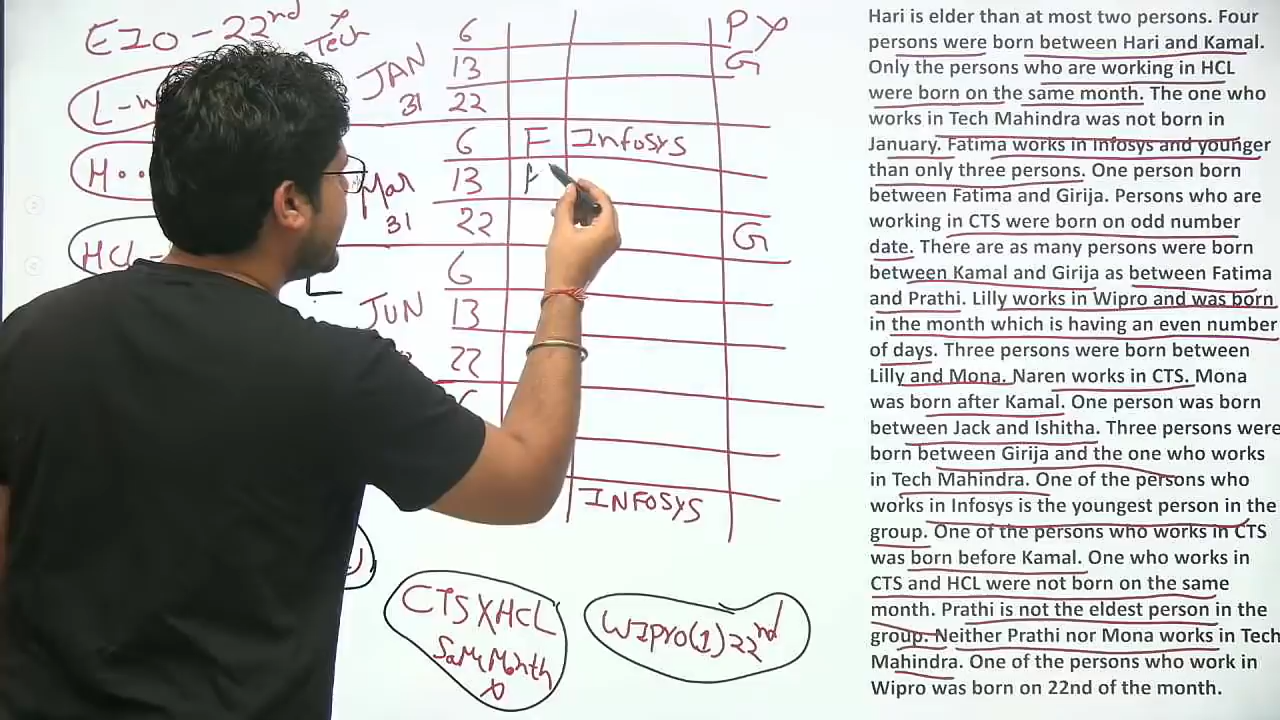 EIO - 22nd
Tech
P
Y
L-
H..
HCL-
JAN
31
6
13
G
22
Mar
31
6
F
Infosys
13
22
G
JUN
6
13
22
INFOSYS
CTS X HCL
Same Month
X
WIPRO(1) 22nd
Hari is elder than at most two persons. Four
persons were born between Hari and Kamal.
Only the persons who are working in HCL
were born on the same month. The one who
works in Tech Mahindra was not born in
January. Fatima works in Infosys and younger
than only three persons. One person born
between Fatima and Girija. Persons who are
working in CTS were born on odd number
date. There are as many persons were born
between Kamal and Girija as between Fatima
and Prathi. Lilly works in Wipro and was born
in the month which is having an even number
of days. Three persons were born between
Lilly and Mona. Naren works in CTS. Mona
was born after Kamal. One person was born
between Jack and Ishitha. Three persons were
born between Girija and the one who works
in Tech Mahindra. One of the persons who
works in Infosys is the youngest person in the
group. One of the persons who works in CTS
was born before Kamal. One who works in
CTS and HCL were not born on the same
month. Prathi is not the eldest person in the
group. Neither Prathi nor Mona works in Tech
Mahindra. One of the persons who work in
Wipro was born on 22nd of the month.